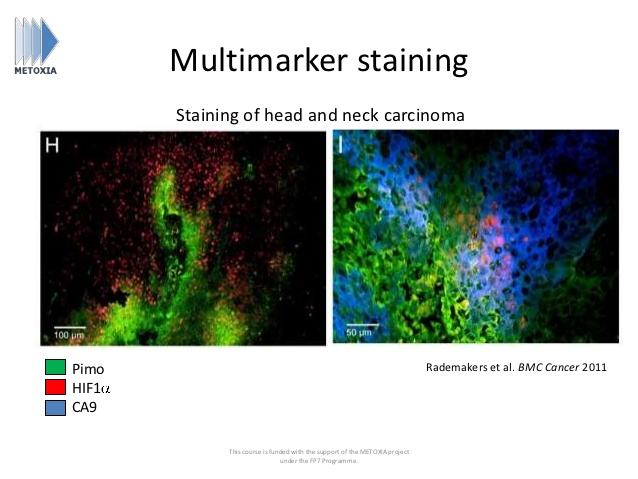 METOXIA
Multimarker staining
Staining of head and neck carcinoma
H
I
100 µm
50 µm
Pimo
HIF1α
CA9
Rademakers et al. BMC Cancer 2011
This course is funded with the support of the METOXIA project
under the FP7 Programme.